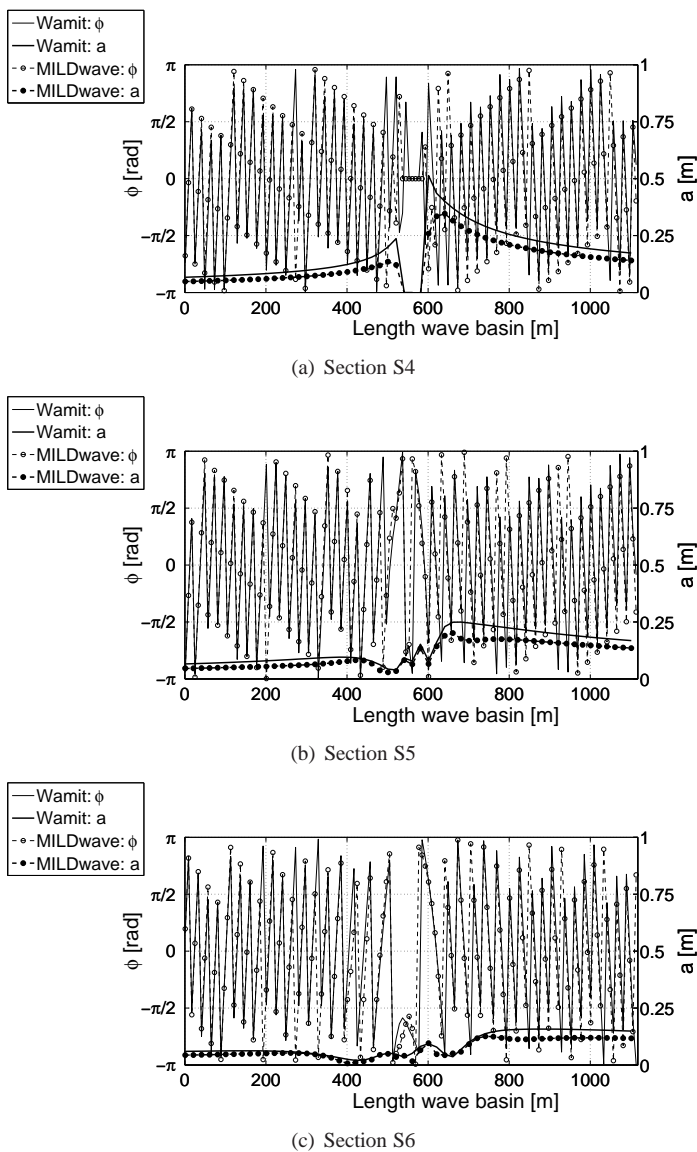 Wamit: ϕ
Wamit: a
MILDwave: ϕ
MILDwave: a
π
π/2
0
−π/2
−π
ϕ [rad]
1
0.75
0.5
0.25
0
a [m]
0 200 400 600 800 1000
Length wave basin [m]
(a) Section S4
Wamit: ϕ
Wamit: a
MILDwave: ϕ
MILDwave: a
π
π/2
0
−π/2
−π
ϕ [rad]
1
0.75
0.5
0.25
0
a [m]
0 200 400 600 800 1000
Length wave basin [m]
(b) Section S5
Wamit: ϕ
Wamit: a
MILDwave: ϕ
MILDwave: a
π
π/2
0
−π/2
−π
ϕ [rad]
1
0.75
0.5
0.25
0
a [m]
0 200 400 600 800 1000
Length wave basin [m]
(c) Section S6